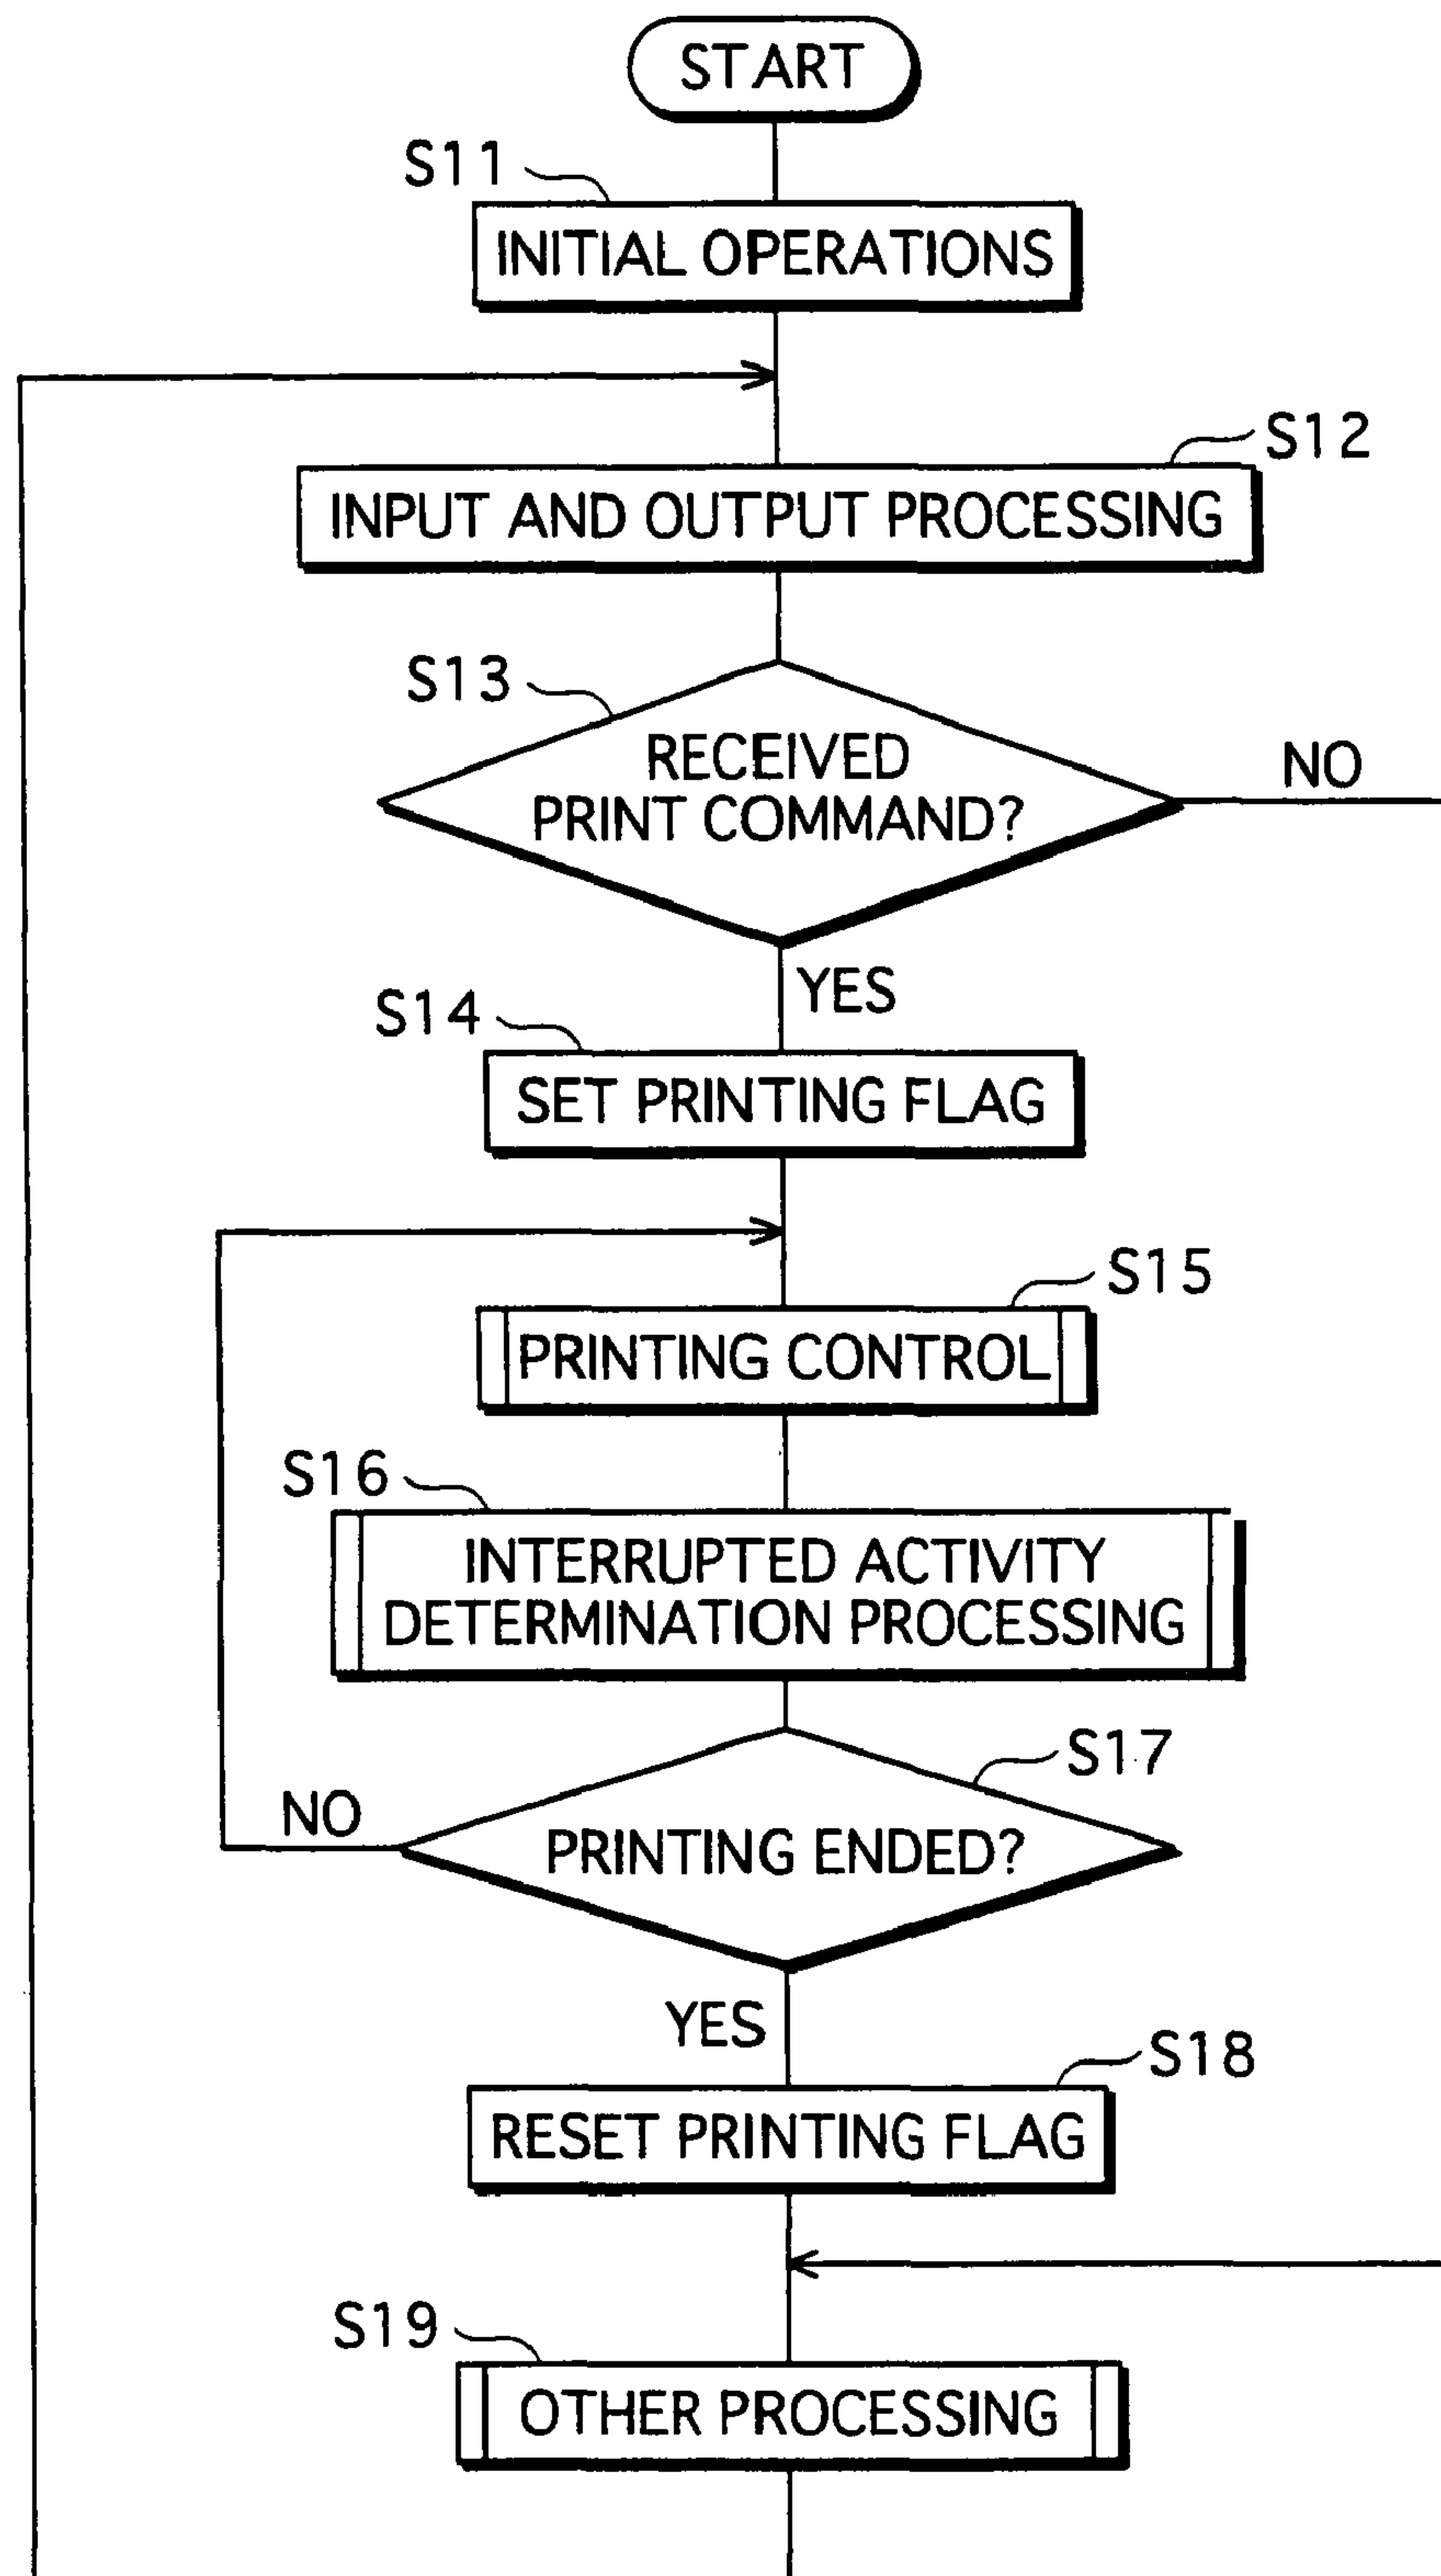 START
S11
INITIAL OPERATIONS
S12
INPUT AND OUTPUT PROCESSING
S13
RECEIVED
PRINT COMMAND?
NO
YES
S14
SET PRINTING FLAG
S15
PRINTING CONTROL
S16
INTERRUPTED ACTIVITY
DETERMINATION PROCESSING
S17
NO
PRINTING ENDED?
YES
S18
RESET PRINTING FLAG
S19
OTHER PROCESSING